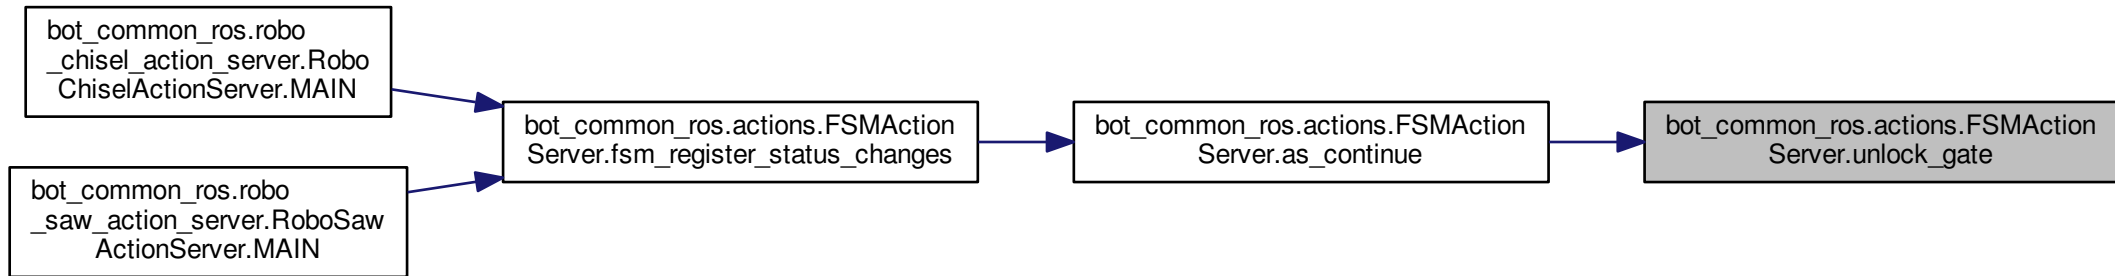 bot_common_ros.robo
_chisel_action_server.Robo
ChiselActionServer.MAIN
bot_common_ros.robo
_saw_action_server.RoboSaw
ActionServer.MAIN
bot_common_ros.actions.FSMAction
Server.fsm_register_status_changes
bot_common_ros.actions.FSMAction
Server.as_continue
bot_common_ros.actions.FSMAction
Server.unlock_gate